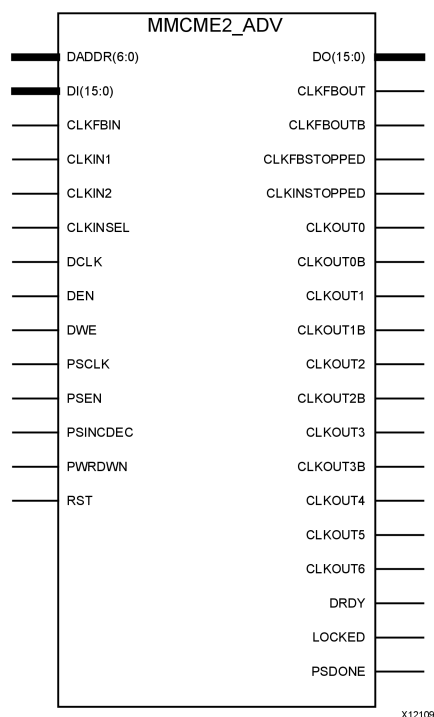 MMCME2_ADV
DADDR(6:0) DO(15:0)
DI(15:0) CLKFBOUT
CLKFBIN CLKFBOUTB
CLKIN1 CLKFBSTOPPED
CLKIN2 CLKINSTOPPED
CLKINSEL CLKOUT0
DCLK CLKOUT0B
DEN CLKOUT1
DWE CLKOUT1B
PSCLK CLKOUT2
PSEN CLKOUT2B
PSINCDEC CLKOUT3
PWRDWN CLKOUT3B
RST CLKOUT4
CLKOUT5
CLKOUT6
DRDY
LOCKED
PSDONE
X12109